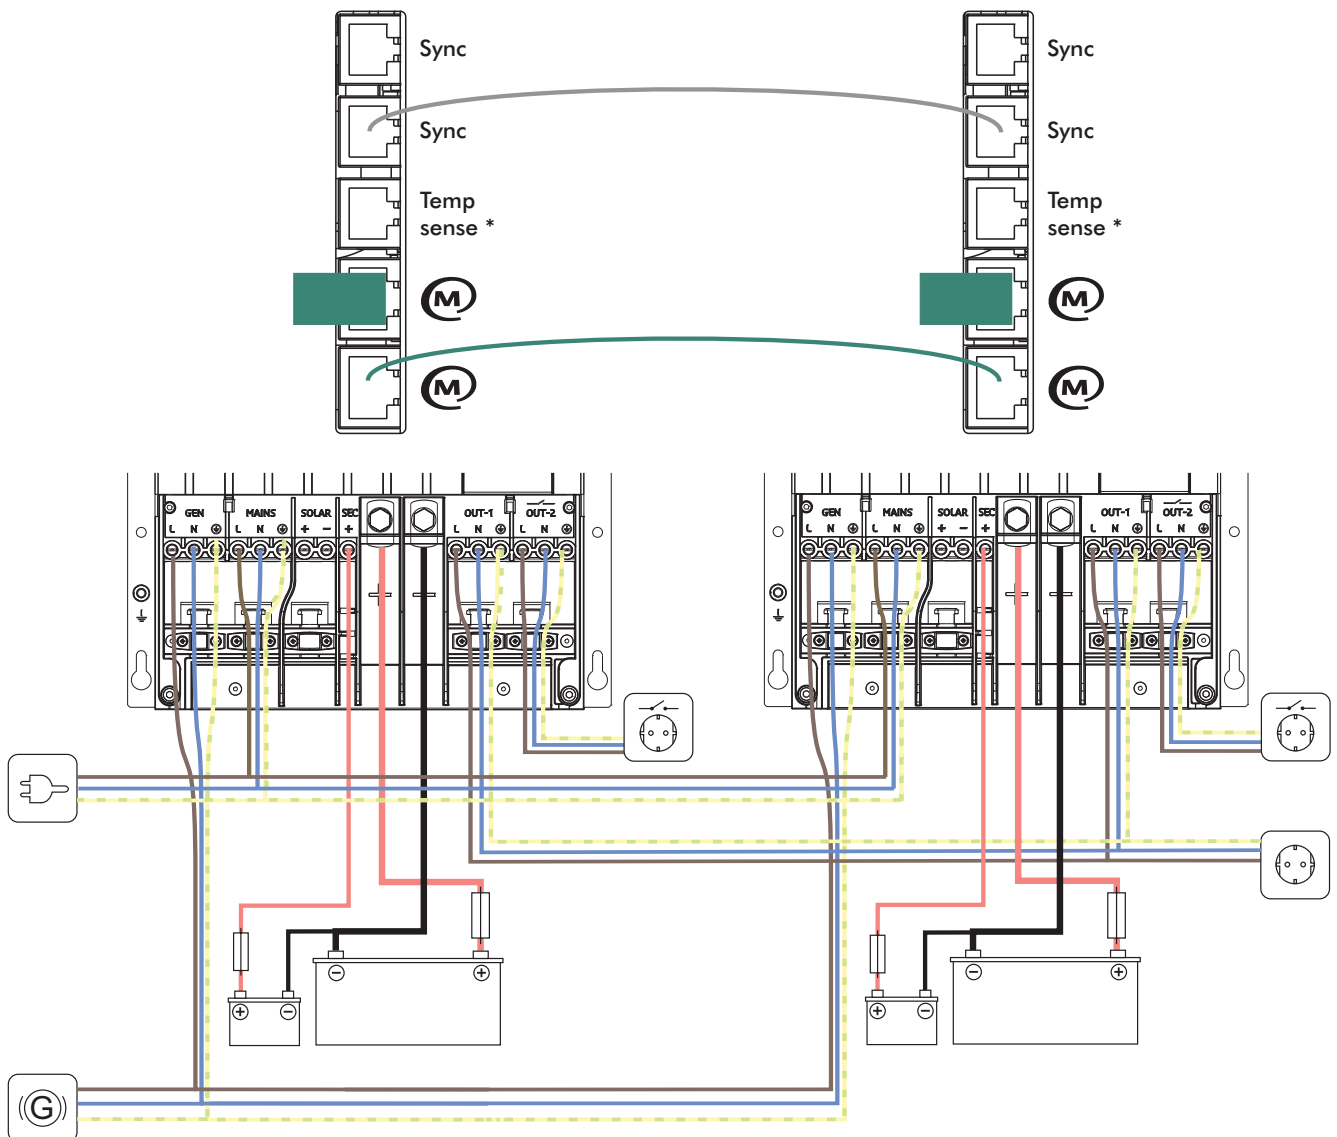 Sync Sync
Sync Sync
Temp Temp
sense * sense *
M M
M M
GEN MAINS SOLAR SEC OUT-1 OUT-2
L N L N + - + L N L N
GEN MAINS SOLAR SEC OUT-1 OUT-2
L N L N + - + L N L N
+ - + -
- + - +
+ - + -
G